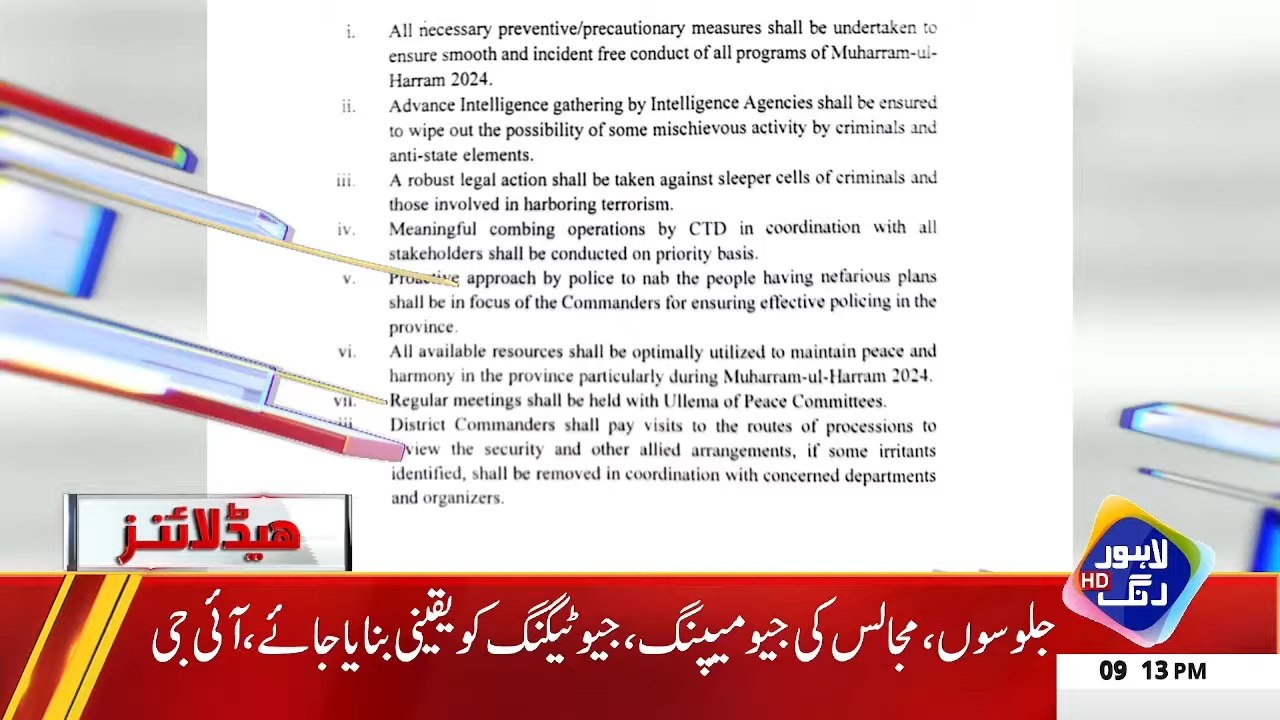 i. All necessary preventive/precautionary measures shall be undertaken to
ensure smooth and incident free conduct of all programs of Muharram-ul-
Harram 2024.
ii. Advance Intelligence gathering by Intelligence Agencies shall be ensured
to wipe out the possibility of some mischievous activity by criminals and
anti-state elements.
iii. A robust legal action shall be taken against sleeper cells of criminals and
those involved in harboring terrorism.
iv. Meaningful combing operations by CTD in coordination with all
stakeholders shall be conducted on priority basis.
v. Proactive approach by police to nab the people having nefarious plans
shall be in focus of the Commanders for ensuring effective policing in the
province.
vi. All available resources shall be optimally utilized to maintain peace and
harmony in the province particularly during Muharram-ul-Harram 2024.
vii. Regular meetings shall be held with Ullema of Peace Committees.
District Commanders shall pay visits to the routes of processions to
view the security and other allied arrangements, if some irritants
identified, shall be removed in coordination with concerned departments
and organizers.
ہیڈلائنز
لاہور
HD رنگ
جلوسوں، مجالس کی جیو میپنگ، جیو ٹیگنگ کو یقینی بنایا جائے، آئی جی
09 13 PM